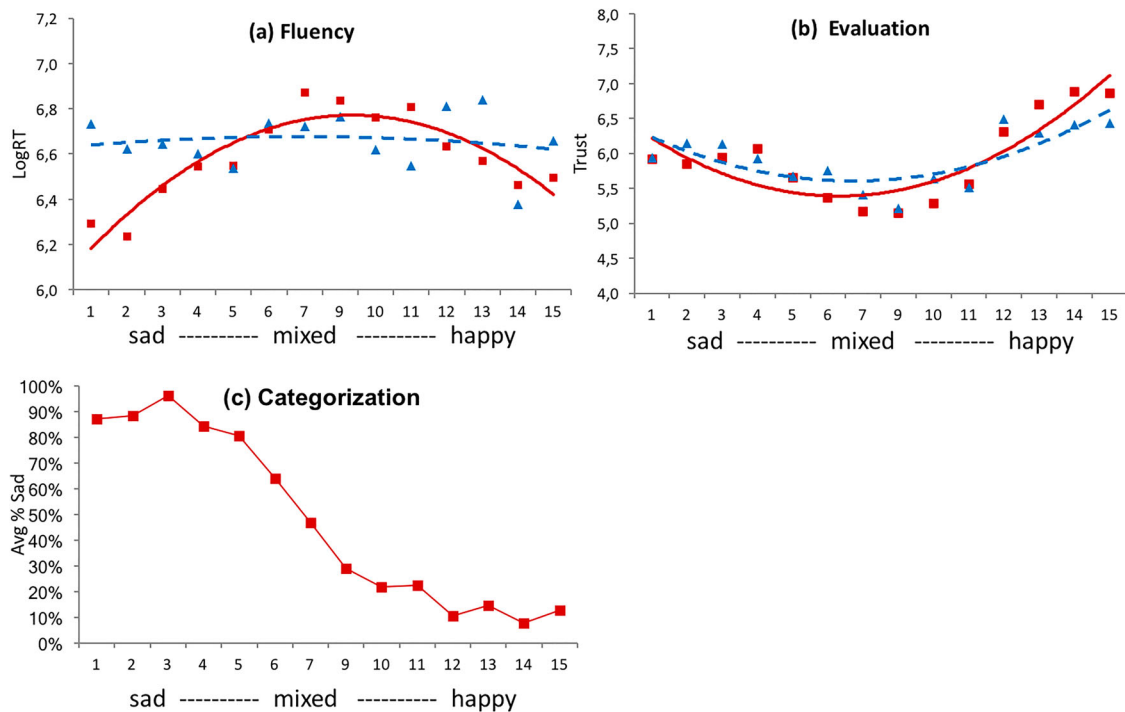 (a) Fluency
LogRT
7,2
7,0
6,8
6,6
6,4
6,2
6,0
1 2 3 4 5 6 7 9 10 11 12 13 14 15
sad ---------- mixed ---------- happy
(b) Evaluation
Trust
8,0
7,5
7,0
6,5
6,0
5,5
5,0
4,5
4,0
1 2 3 4 5 6 7 9 10 11 12 13 14 15
sad ---------- mixed ---------- happy
(c) Categorization
Avg % Sad
100%
90%
80%
70%
60%
50%
40%
30%
20%
10%
0%
1 2 3 4 5 6 7 9 10 11 12 13 14 15
sad ---------- mixed ---------- happy